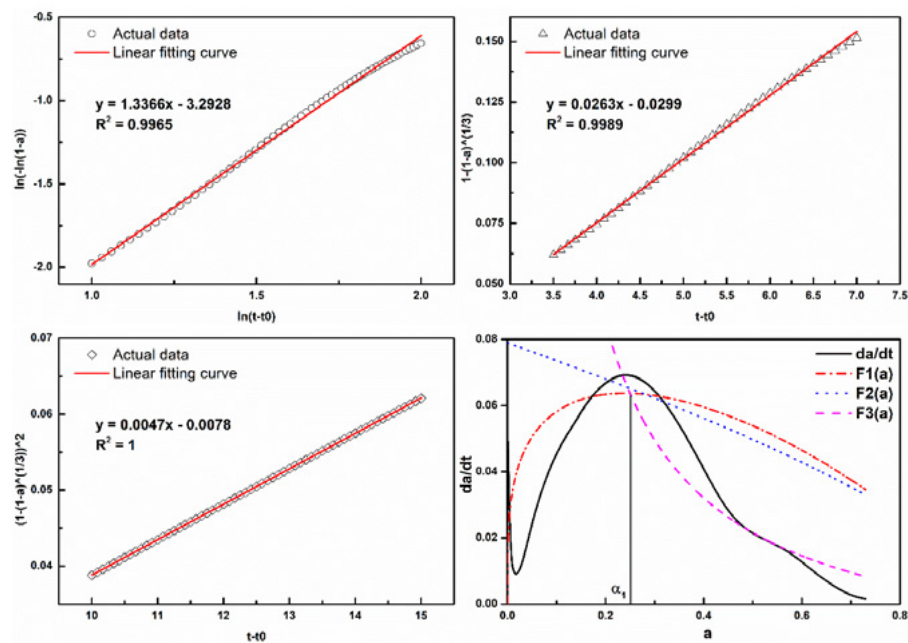 -0.5
Actual data
Linear fitting curve
-1.0
y = 1.3366x - 3.2928
R² = 0.9965
ln(-ln(1-a))
-1.5
-2.0
1.0 1.5 2.0
ln(t-t0)
0.150
Actual data
Linear fitting curve
0.125
y = 0.0263x - 0.0299
R² = 0.9989
1-(1-a)^(1/3)
0.100
0.075
0.050
3.0 3.5 4.0 4.5 5.0 5.5 6.0 6.5 7.0 7.5
t-t0
0.07
Actual data
Linear fitting curve
0.06
y = 0.0047x - 0.0078
R² = 1
(1-(1-a)^(1/3))^2
0.05
0.04
10 11 12 13 14 15
t-t0
0.08
da/dt
F1(a)
F2(a)
F3(a)
0.06
da/dt
0.04
0.02
α₁
0.00
0.0 0.2 0.4 0.6 0.8
a